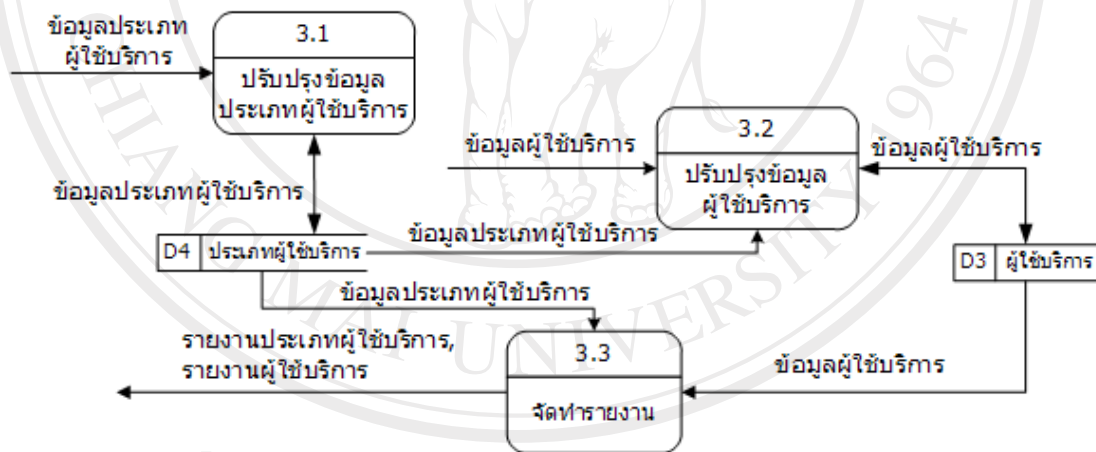 ข้อมูลประเภท
ผู้ใช้บริการ
3.1
ปรับปรุงข้อมูล
ประเภทผู้ใช้บริการ
ข้อมูลผู้ใช้บริการ
3.2
ปรับปรุงข้อมูล
ผู้ใช้บริการ
ข้อมูลผู้ใช้บริการ
ข้อมูลประเภทผู้ใช้บริการ
D4 ประเภทผู้ใช้บริการ
ข้อมูลประเภทผู้ใช้บริการ
D3 ผู้ใช้บริการ
ข้อมูลประเภทผู้ใช้บริการ
รายงานประเภทผู้ใช้บริการ,
รายงานผู้ใช้บริการ
3.3
จัดทำรายงาน
ข้อมูลผู้ใช้บริการ
CHIANG MAI UNIVERSITY 1964